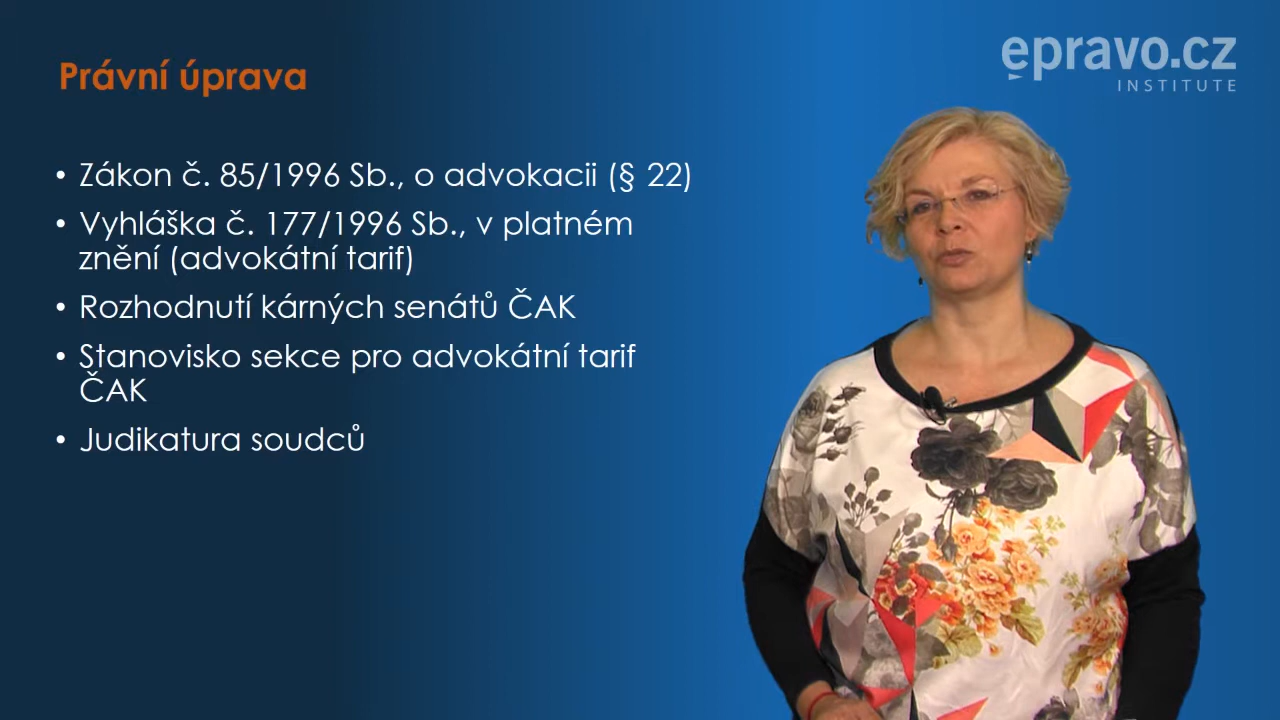 Právní úprava
epravo.cz
INSTITUTE
• Zákon č. 85/1996 Sb., o advokacii (§ 22)
• Vyhláška č. 177/1996 Sb., v platném
znění (advokátní tarif)
• Rozhodnutí kárných senátů ČAK
• Stanovisko sekce pro advokátní tarif
ČAK
• Judikatura soudců